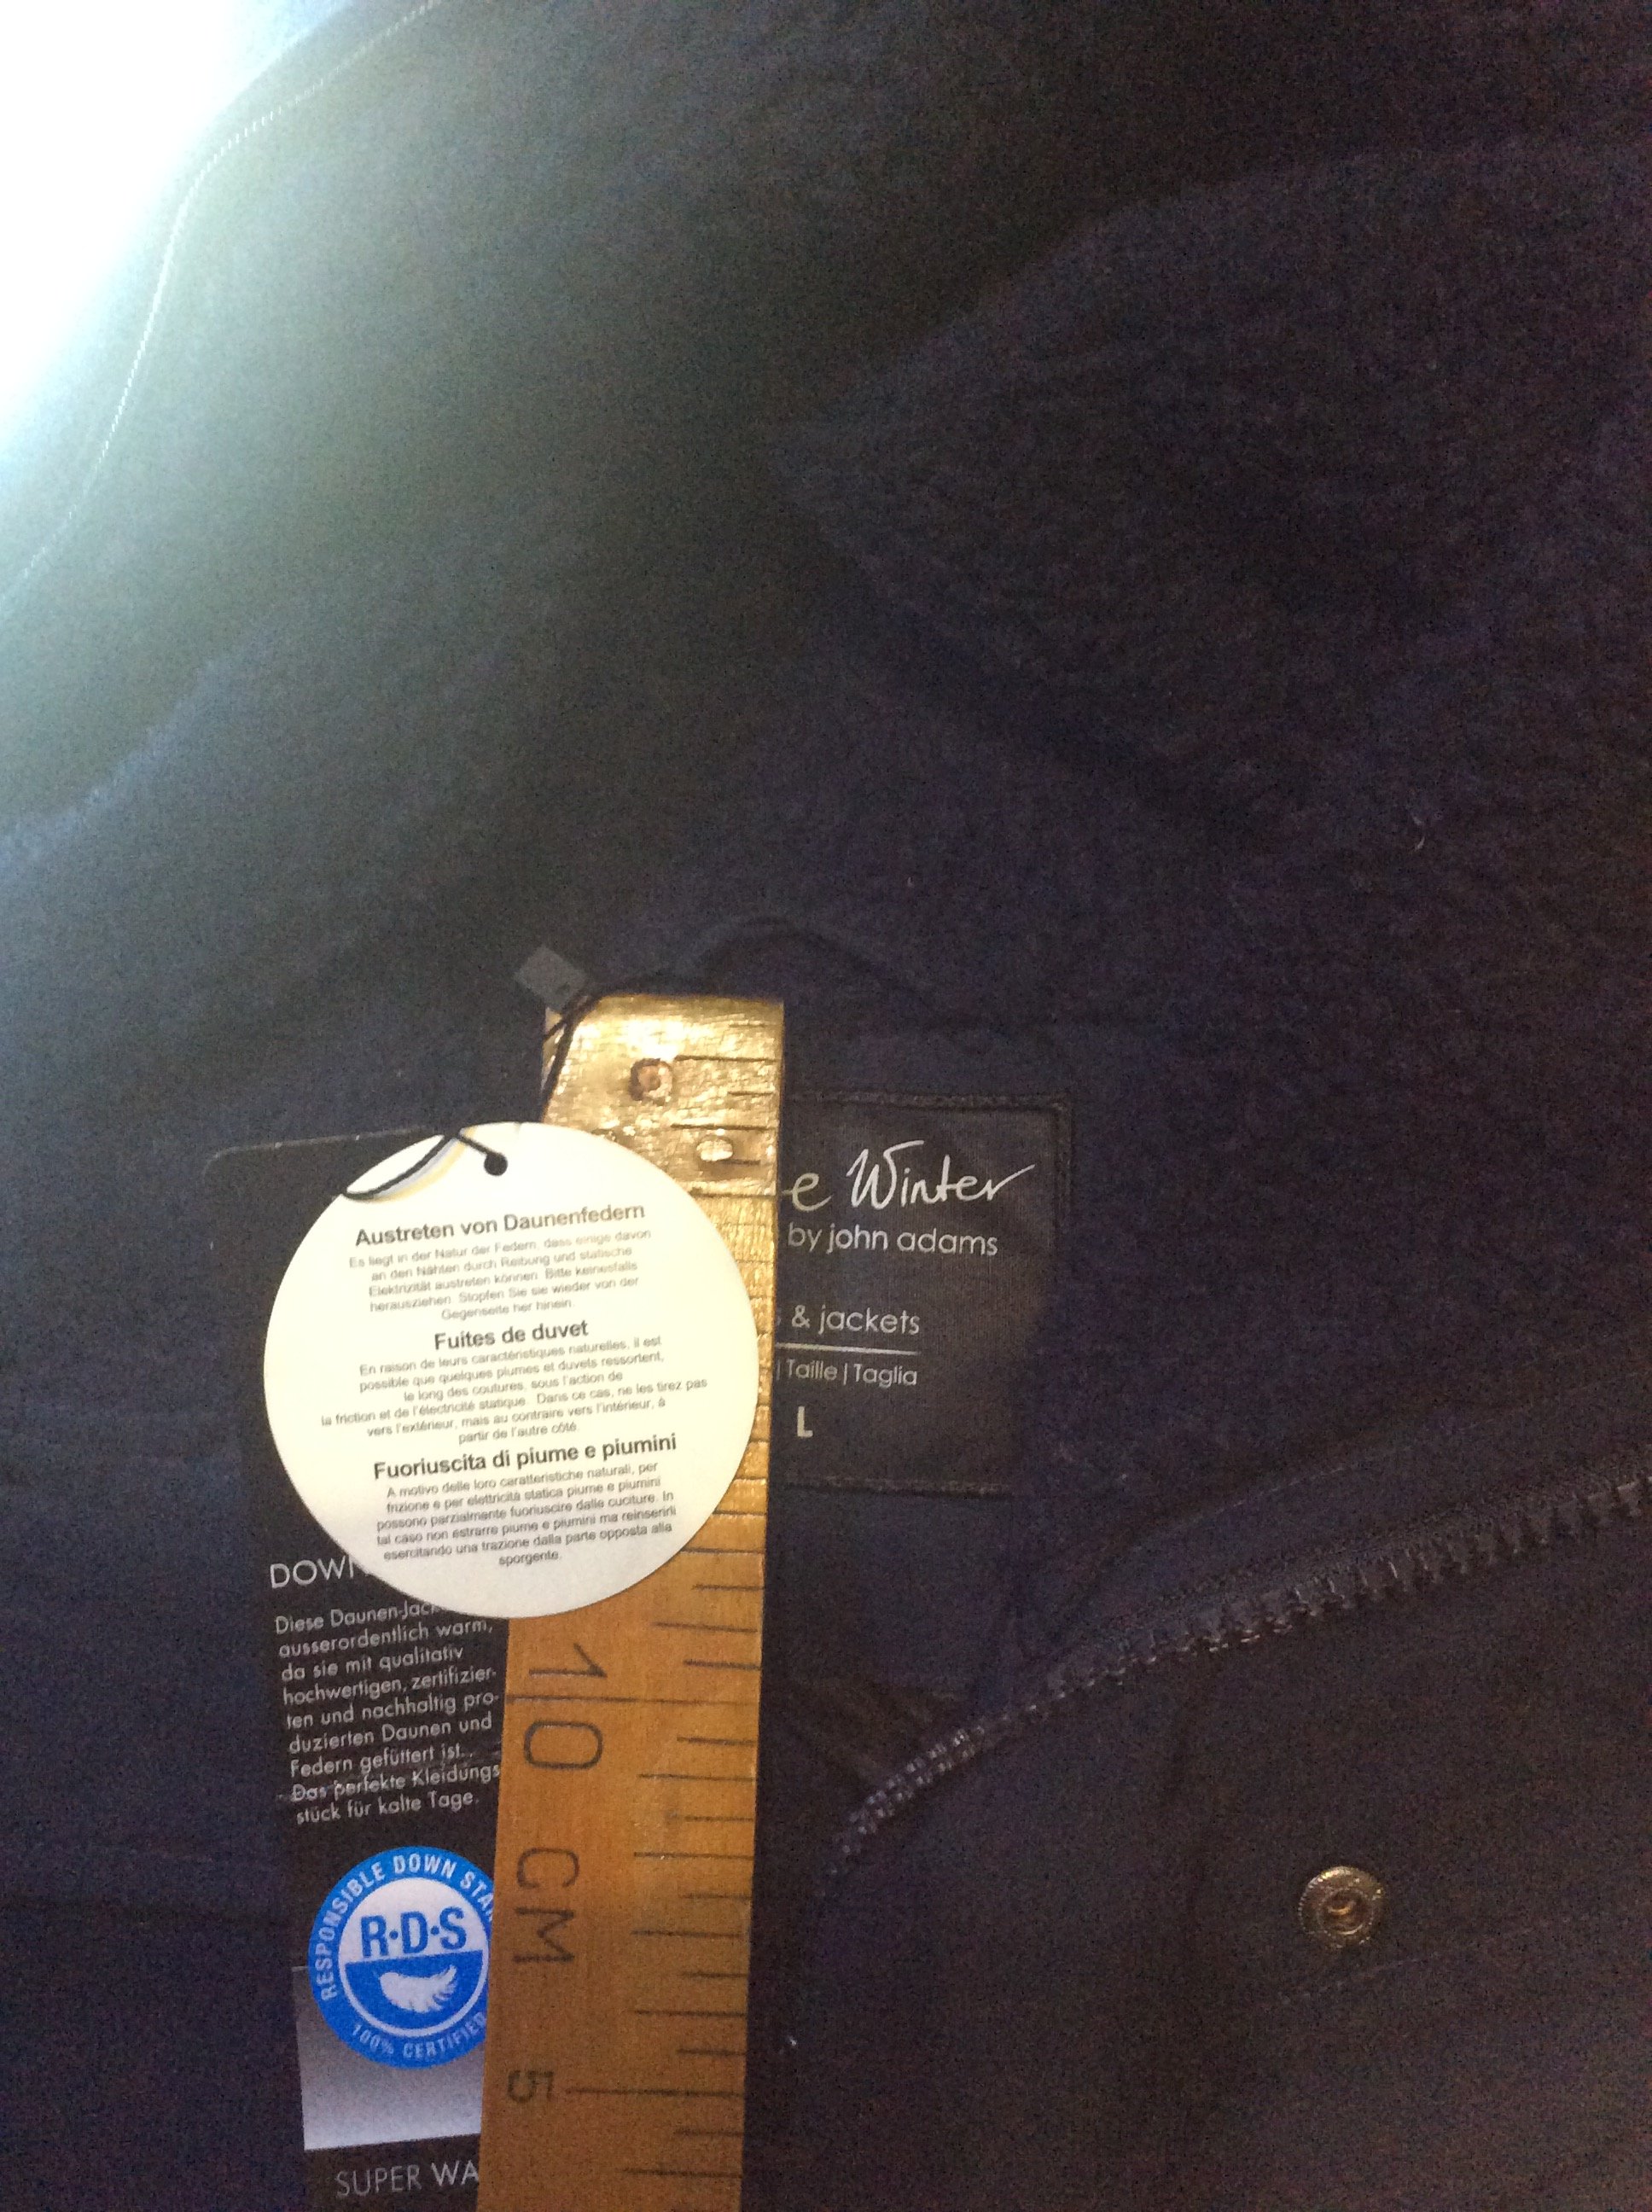 e Winter
by john adams
& jackets
| Taille | Taglia
L
Austreten von Daunenfedern
Es liegt in der Natur der Federn, dass einige davon
an den Nähten durch Reibung und statische
Elektrizität austreten können. Bitte keinesfalls
herausziehen. Stopfen Sie sie wieder von der
Gegenseite her hinein.
Fuites de duvet
En raison de leurs caractéristiques naturelles, il est
possible que quelques plumes et duvets ressortent,
le long des coutures, sous l'action de
la friction et de l'électricité statique. Dans ce cas, ne les tirez pas
vers l'extérieur, mais au contraire vers l'intérieur, à
partir de l'autre côté.
Fuoriuscita di piume e piumini
A motivo delle loro caratteristiche naturali, per
frizione e per elettricità statica piume e piumini
possono parzialmente fuoriuscire dalle cuciture. In
tal caso non estrarre piume e piumini ma reinserirli
esercitando una trazione dalla parte opposta alla
sporgente.
DOW
Diese Daunen-Jac
ausserordentlich warm,
da sie mit qualitativ
hochwertigen, zertifizier-
ten und nachhaltig pro-
duzierten Daunen und
Federn gefüttert ist.
Das perfekte Kleidungs
stück für kalte Tage.
RESPONSIBLE DOWN STA
R·D·S
100% CERTIFIED
SUPER WA
10 CM
5